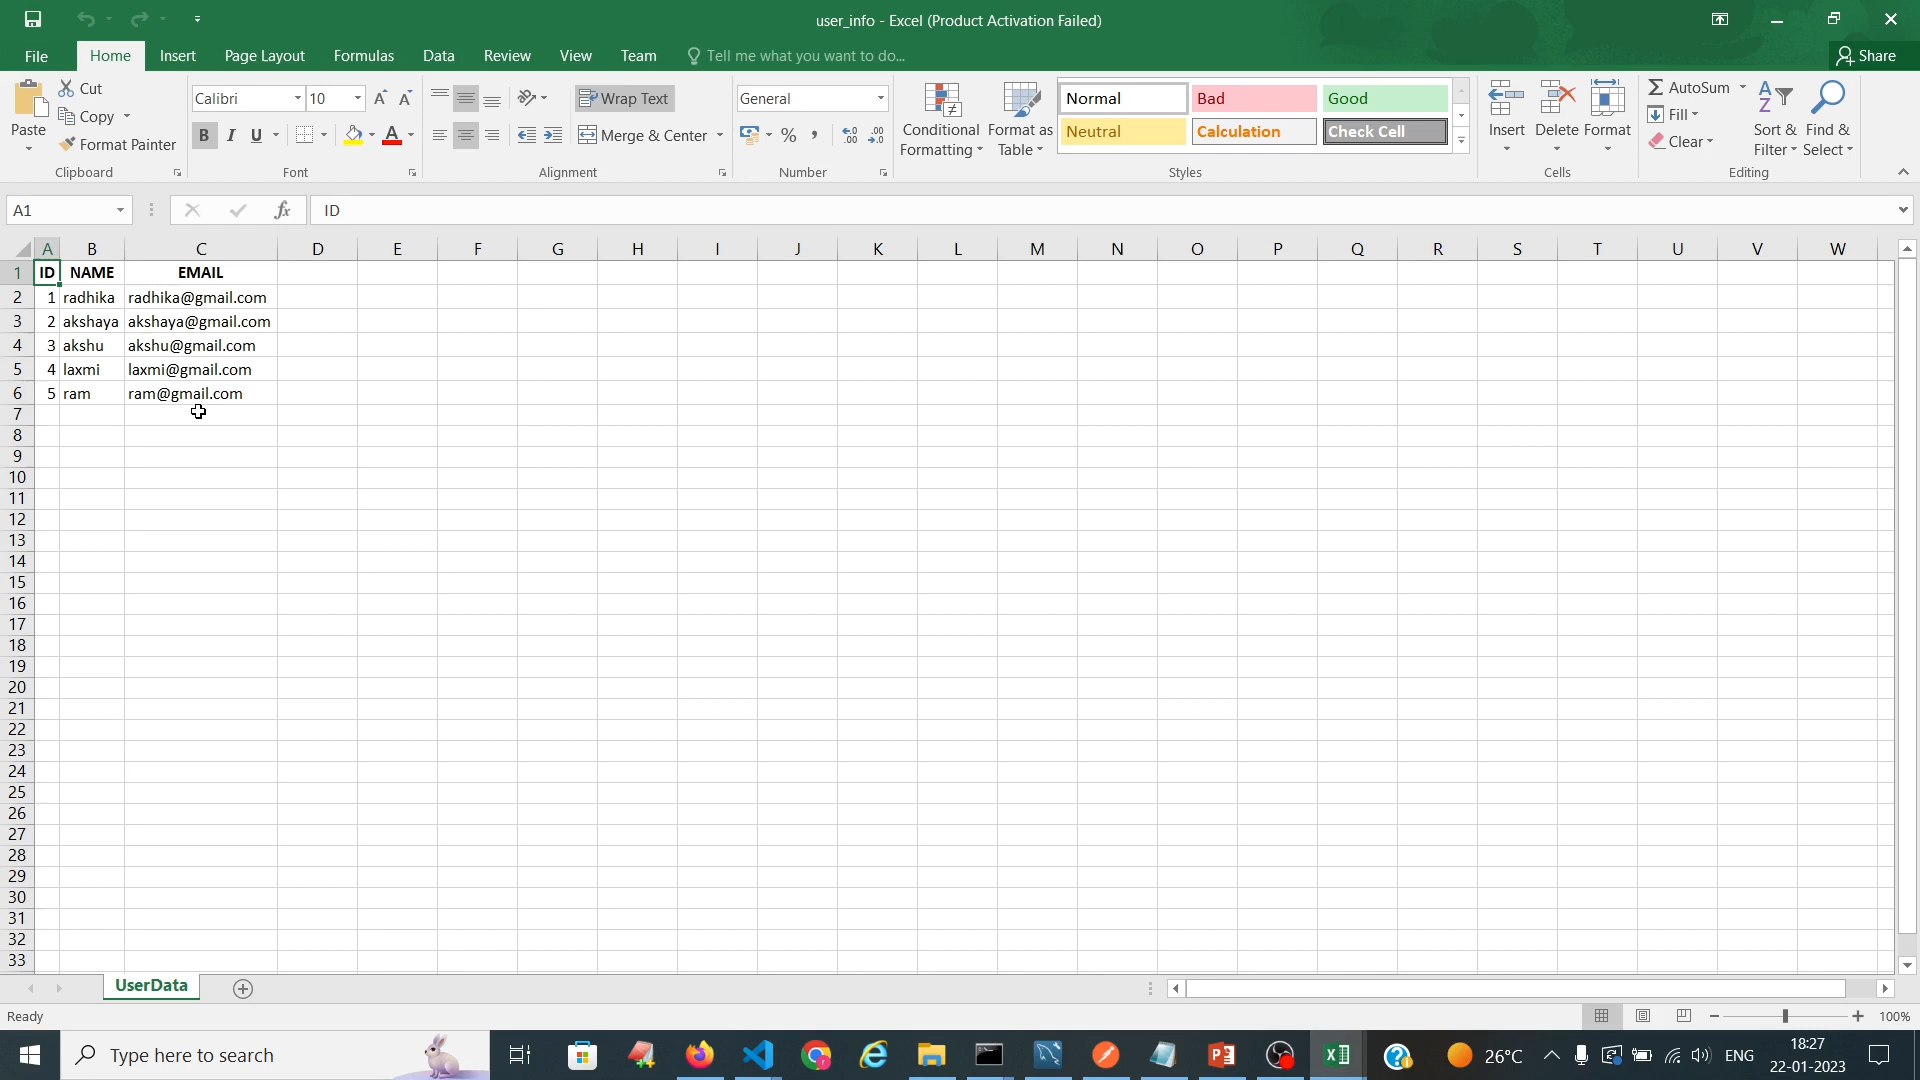 user_info - Excel (Product Activation Failed)
File Home Insert Page Layout Formulas Data Review View Team Tell me what you want to do... Share
Paste
Cut
Copy
Format Painter
Clipboard
Calibri 10
B I U
Font
Wrap Text
Merge & Center
Alignment
General
Number
Conditional Formatting
Format as Table
Normal Bad Good
Neutral Calculation Check Cell
Styles
Insert Delete Format
Cells
AutoSum
Fill
Clear
Sort & Filter
Find & Select
Editing
A1 fx ID
A B C D E F G H I J K L M N O P Q R S T U V W
1 ID NAME EMAIL
2 1 radhika radhika@gmail.com
3 2 akshaya akshaya@gmail.com
4 3 akshu akshu@gmail.com
5 4 laxmi laxmi@gmail.com
6 5 ram ram@gmail.com
7
8
9
10
11
12
13
14
15
16
17
18
19
20
21
22
23
24
25
26
27
28
29
30
31
32
33
UserData
Ready 100%
Type here to search 26°C ENG 18:27
22-01-2023